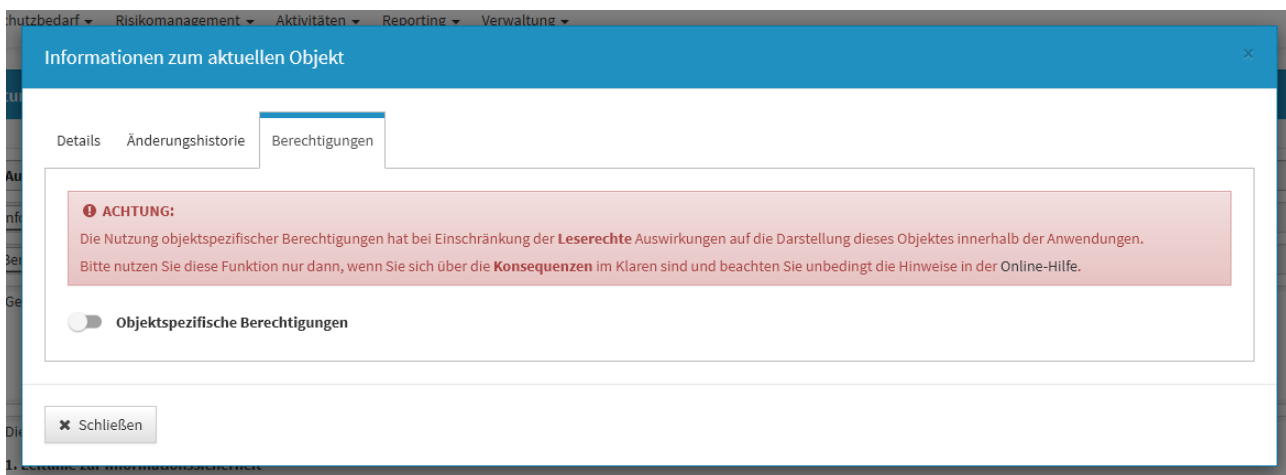 Risikomanagement Aktivitäten Reporting Verwaltung
Informationen zum aktuellen Objekt
×
Details Änderungshistorie Berechtigungen
ACHTUNG:
Die Nutzung objektspezifischer Berechtigungen hat bei Einschränkung der Leserechte Auswirkungen auf die Darstellung dieses Objektes innerhalb der Anwendungen.
Bitte nutzen Sie diese Funktion nur dann, wenn Sie sich über die Konsequenzen im Klaren sind und beachten Sie unbedingt die Hinweise in der Online-Hilfe.
Objektspezifische Berechtigungen
Schließen